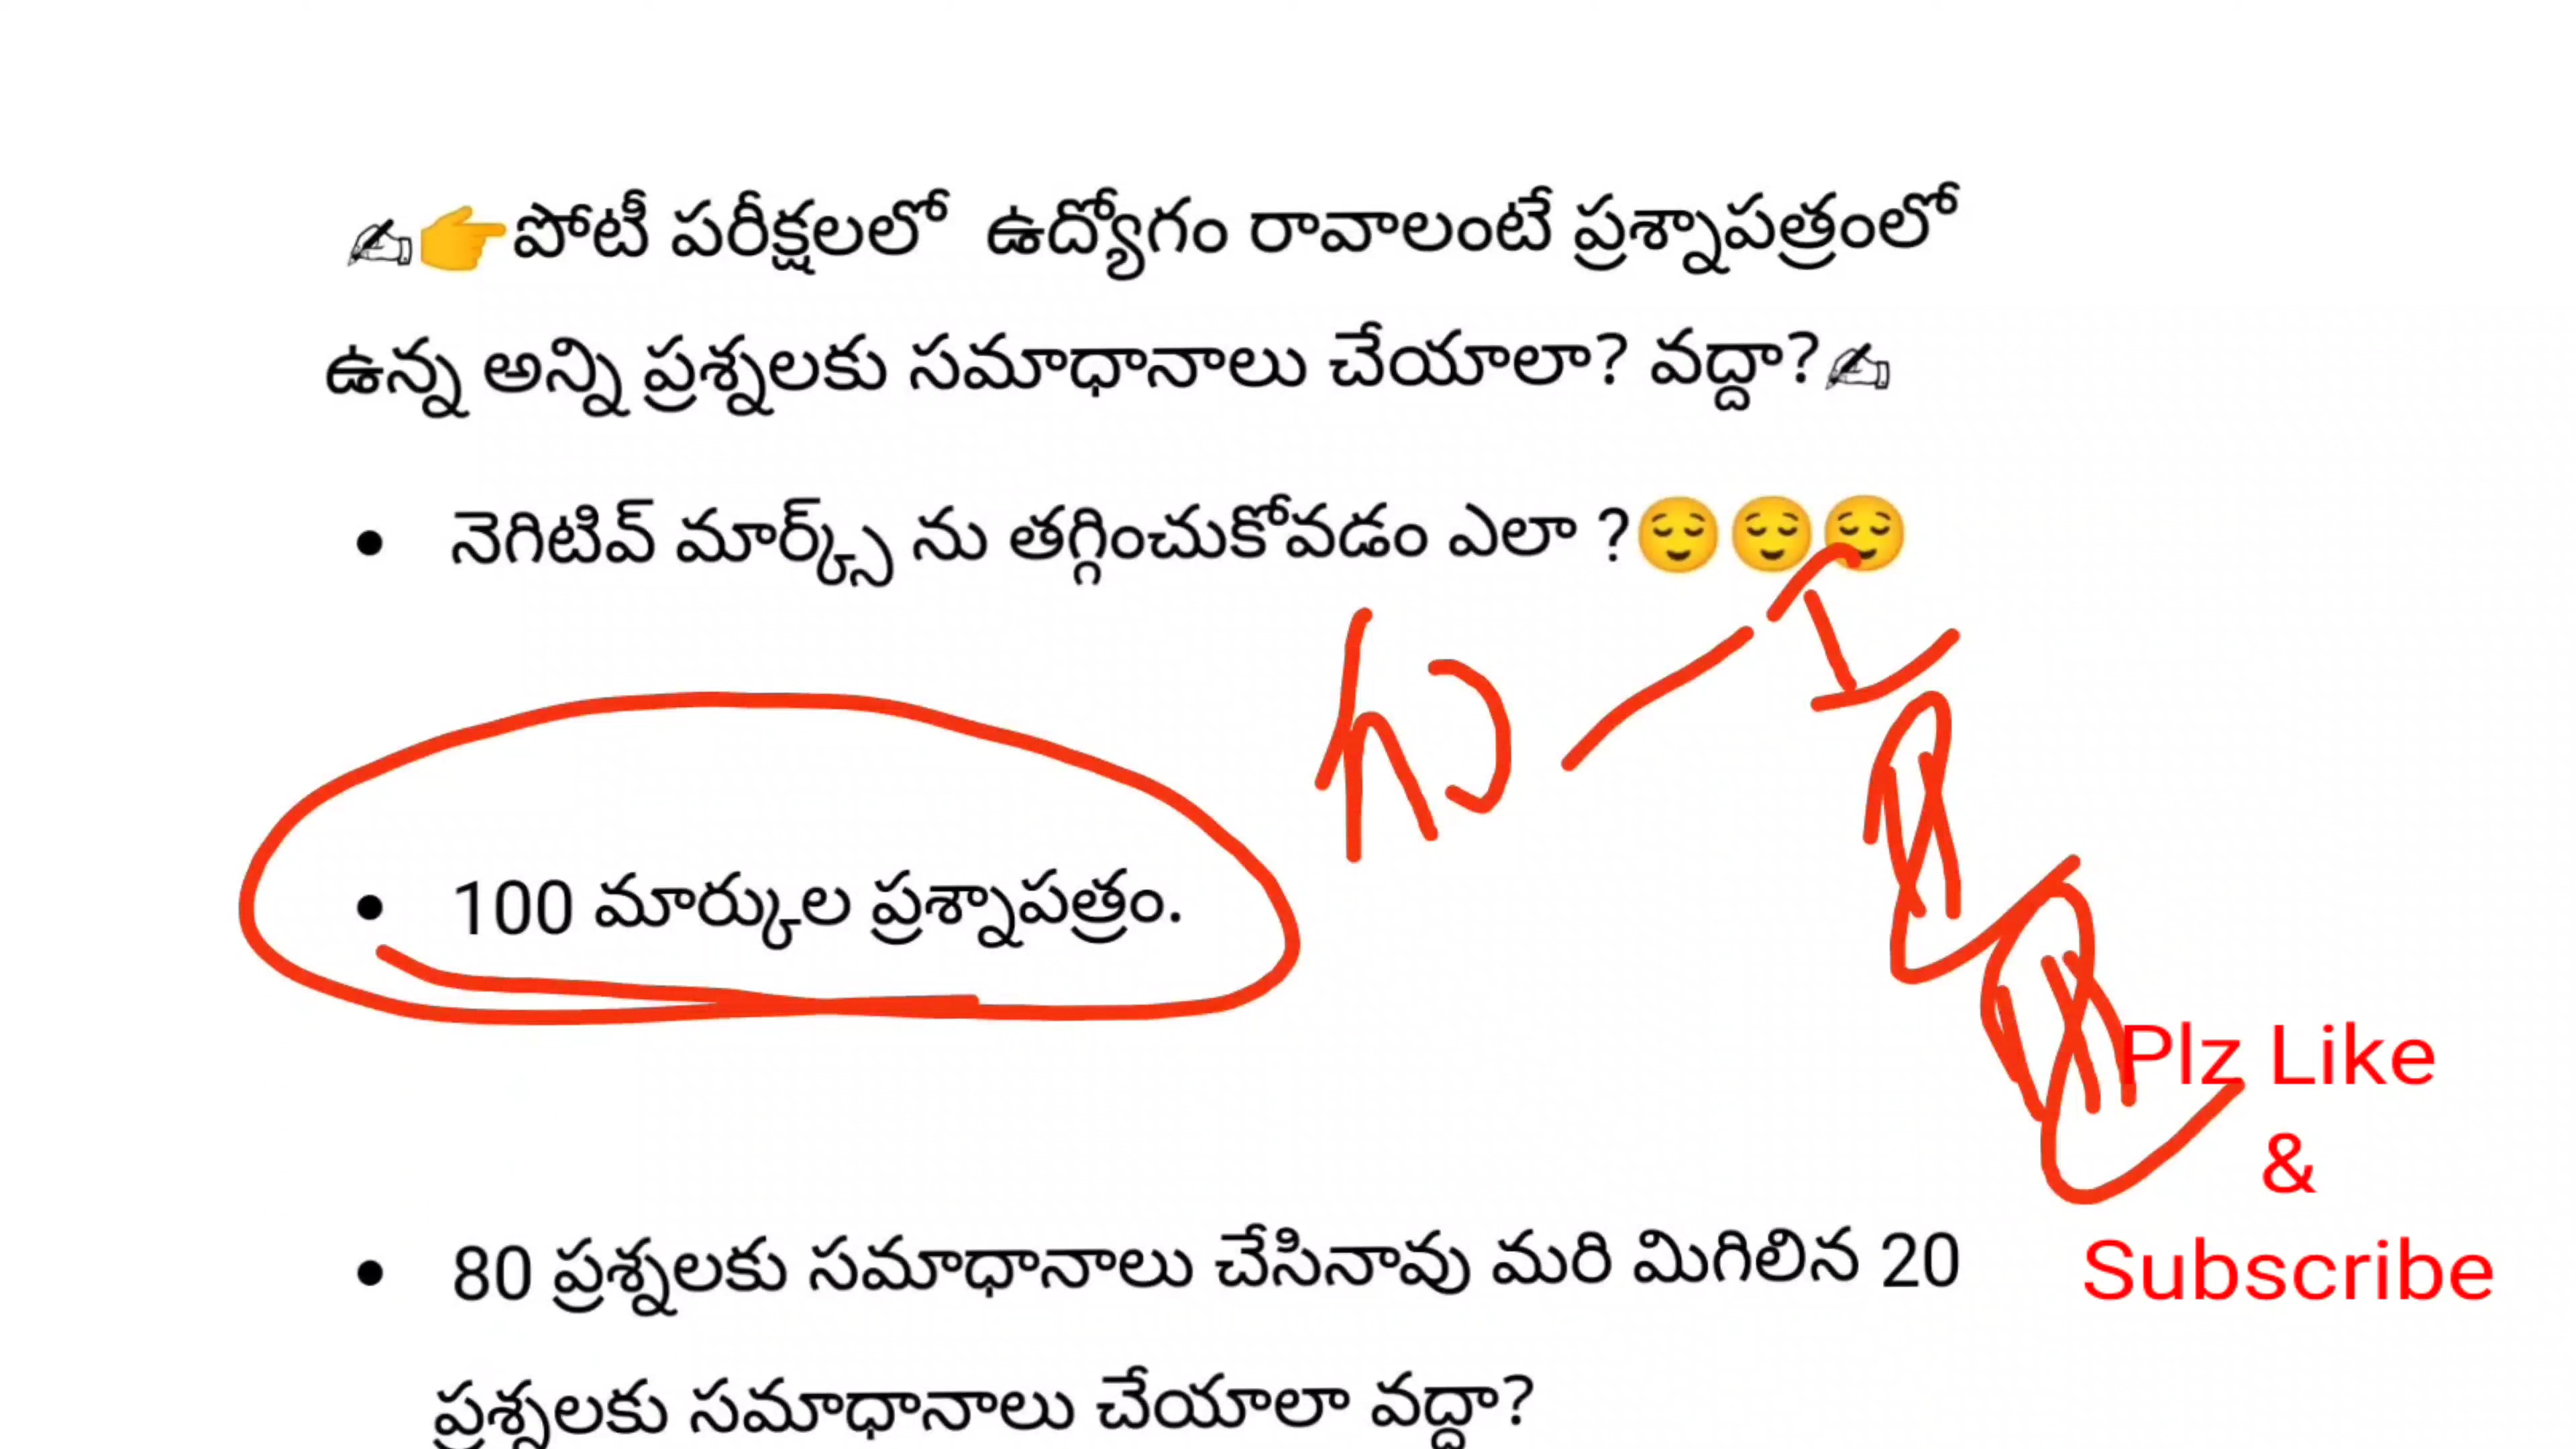 ✍👉పోటీ పరీక్షలలో ఉద్యోగం రావాలంటే ప్రశ్నాపత్రంలో
ఉన్న అన్ని ప్రశ్నలకు సమాధానాలు చేయాలా? వద్దా?✍
• నెగిటివ్ మార్క్స్ ను తగ్గించుకోవడం ఎలా ?😌😌😌
• 100 మార్కుల ప్రశ్నాపత్రం.
Plz Like
&
Subscribe
• 80 ప్రశ్నలకు సమాధానాలు చేసినావు మరి మిగిలిన 20
ప్రశ్నలకు సమాధానాలు చేయాలా వద్దా?